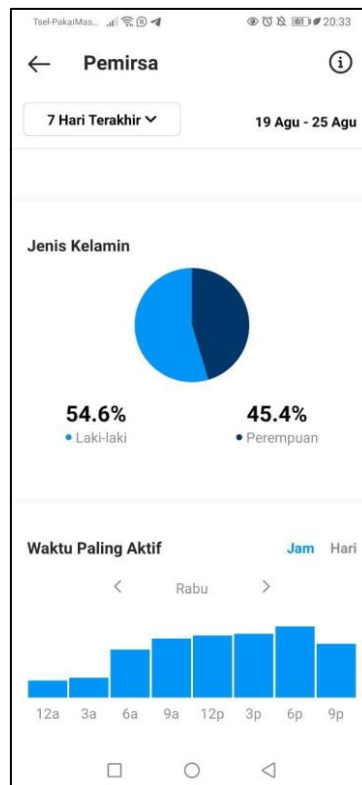 Tsel-PakaiMas... 61 20:33
Pemirsa
7 Hari Terakhir
19 Agu - 25 Agu
Jenis Kelamin
54.6% 45.4%
Laki-laki Perempuan
Waktu Paling Aktif Jam Hari
Rabu
12a 3a 6a 9a 12p 3p 6p 9p